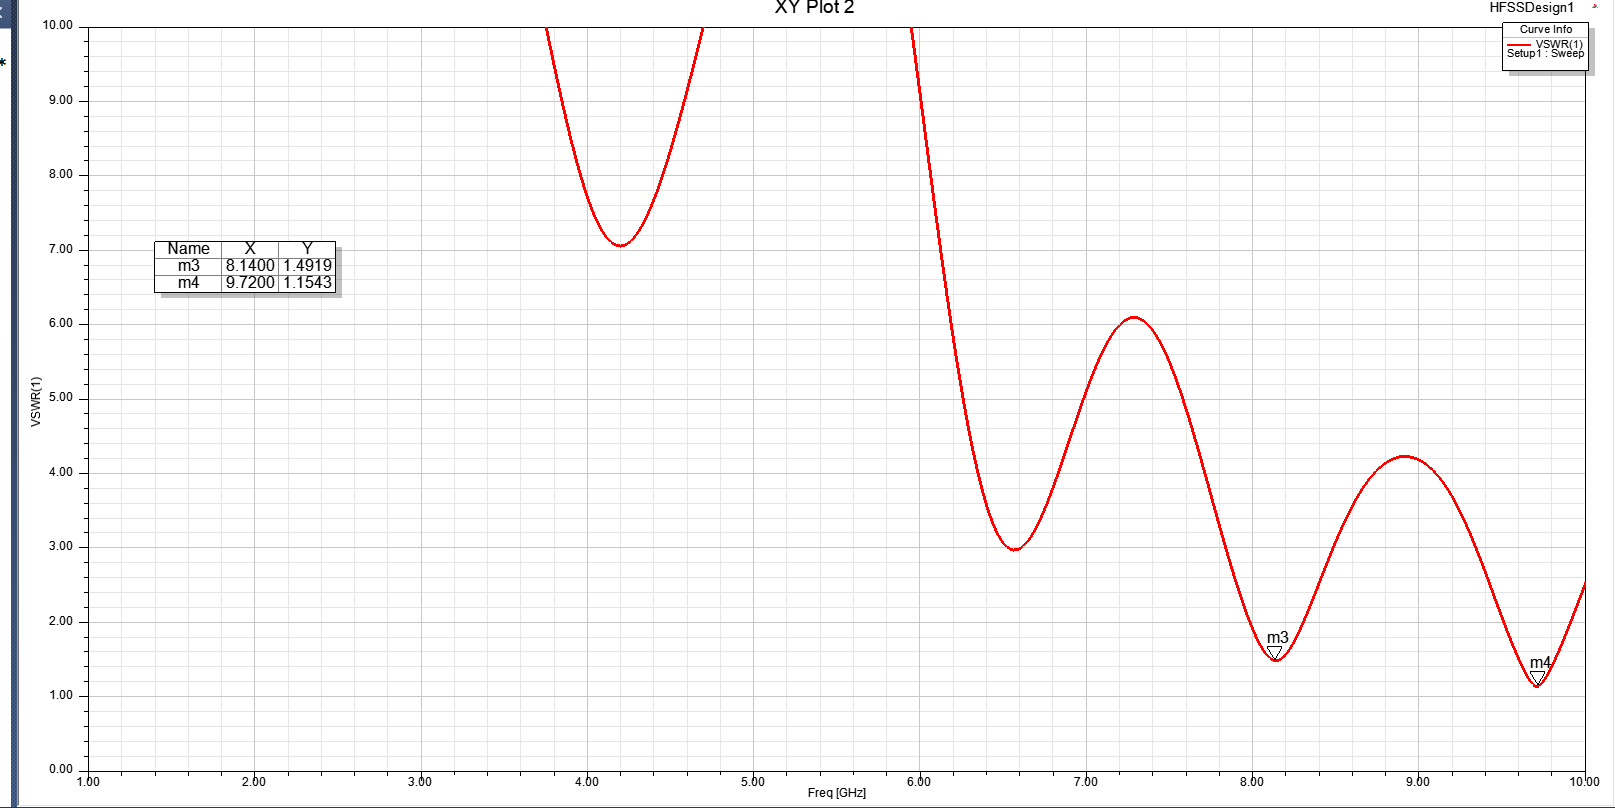 XY Plot 2
HFSSDesign1
Curve Info
VSWR(1)
Setup1 : Sweep
10.00
9.00
8.00
7.00
6.00
5.00
4.00
3.00
2.00
1.00
0.00
VSWR(1)
Name X Y
m3 8.1400 1.4919
m4 9.7200 1.1543
m3
m4
1.00 2.00 3.00 4.00 5.00 6.00 7.00 8.00 9.00 10.00
Freq [GHz]